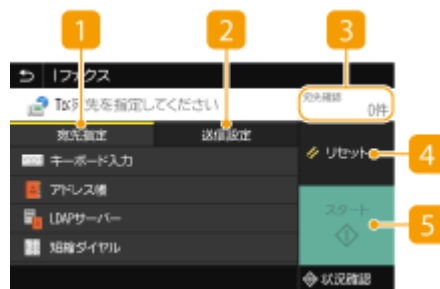 1
2
3
Iファクス
To: 宛先を指定してください
宛先確認
0件
宛先指定
送信設定
キーボード入力
リセット
4
アドレス帳
LDAPサーバー
スタート
5
短縮ダイヤル
状況確認